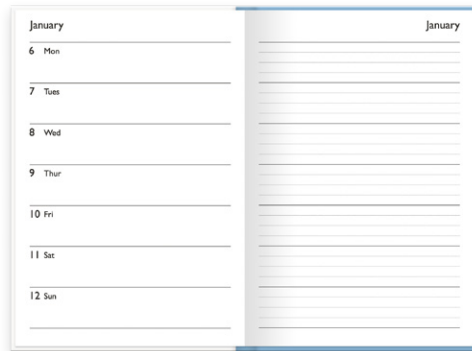 January
6 Mon
7 Tues
8 Wed
9 Thur
10 Fri
11 Sat
12 Sun
January